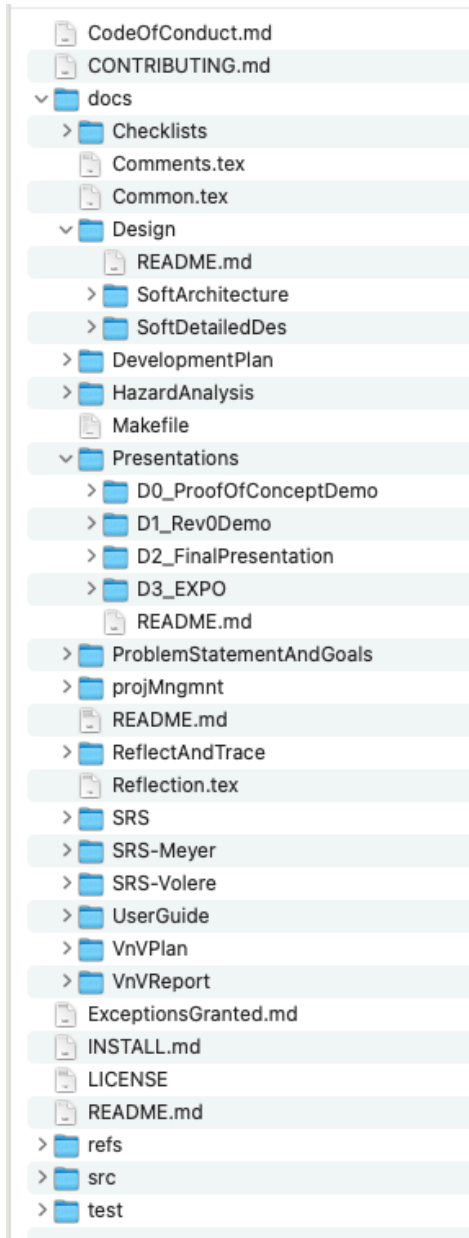 CodeOfConduct.md
CONTRIBUTING.md
docs
Checklists
Comments.tex
Common.tex
Design
README.md
SoftArchitecture
SoftDetailedDes
DevelopmentPlan
HazardAnalysis
Makefile
Presentations
D0_ProofOfConceptDemo
D1_Rev0Demo
D2_FinalPresentation
D3_EXPO
README.md
ProblemStatementAndGoals
projMngmnt
README.md
ReflectAndTrace
Reflection.tex
SRS
SRS-Meyer
SRS-Volere
UserGuide
VnVPlan
VnVReport
ExceptionsGranted.md
INSTALL.md
LICENSE
README.md
refs
src
test